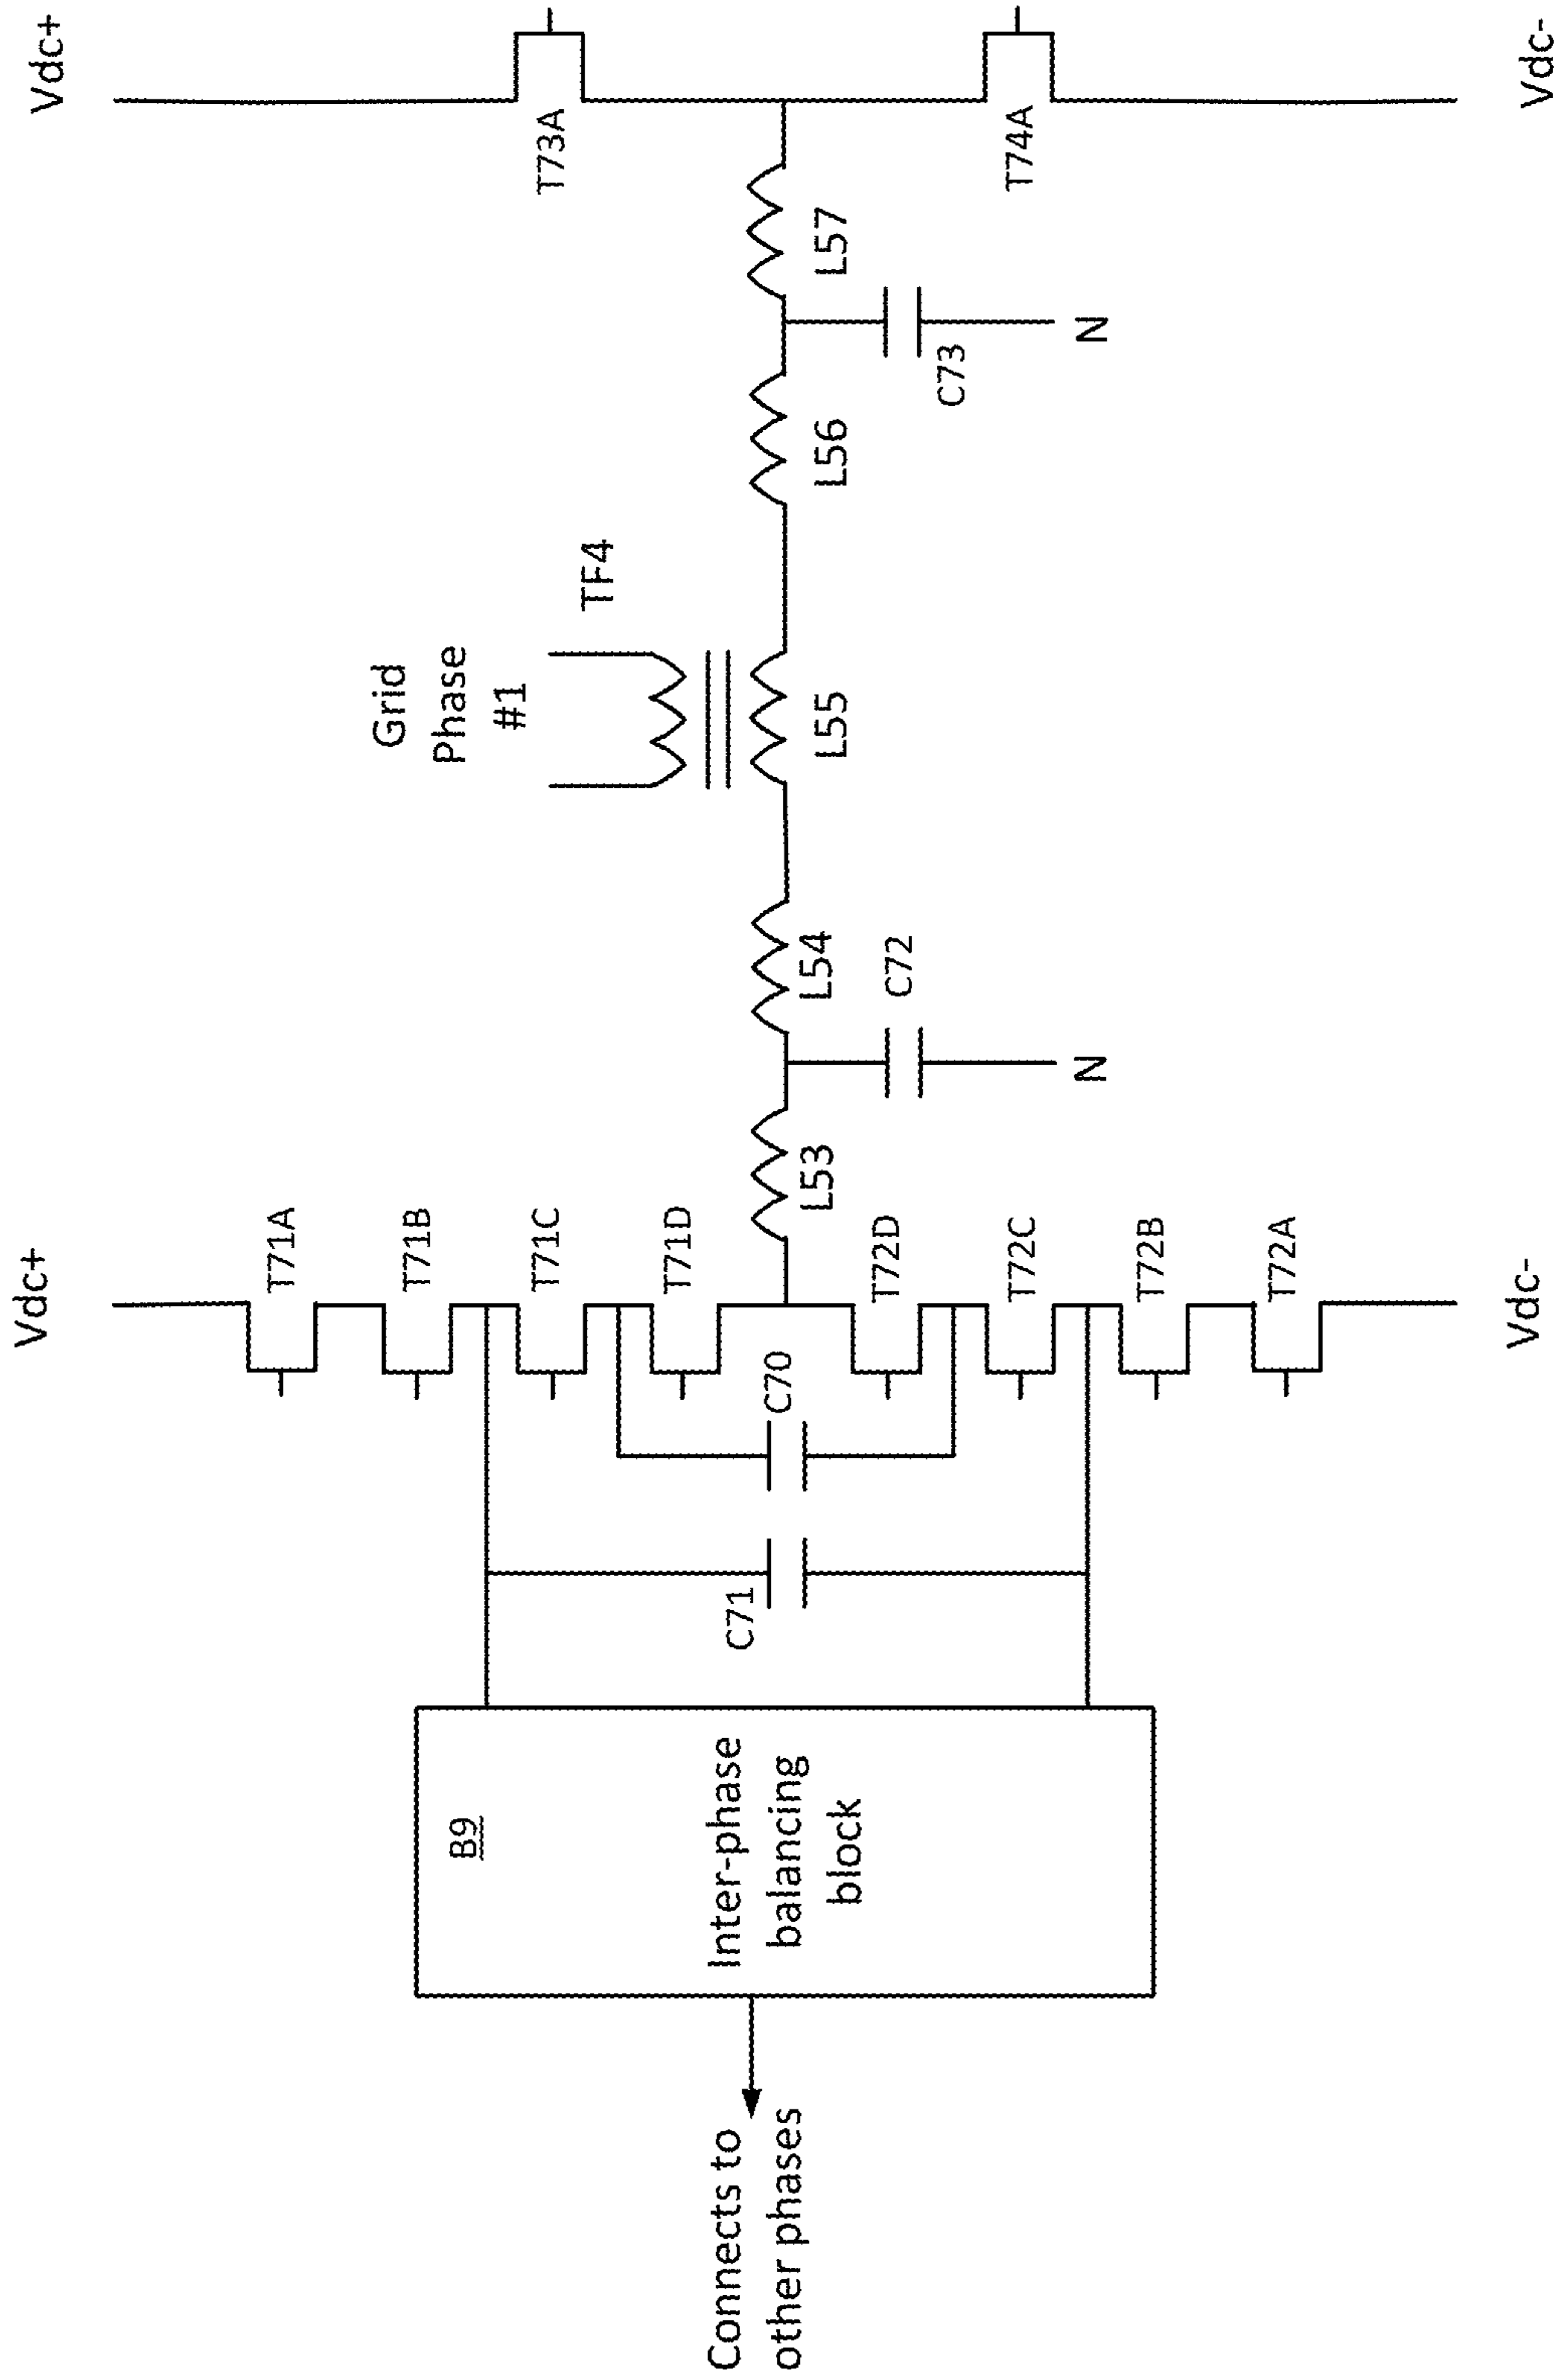 Vdc+
Vdc+
T71A
T71B
T71C
T71D
T72D
T72C
T72B
T72A
Vdc-
C70
C71
B9
Inter-phase
balancing
block
Connects to
other phases
L53
C72
N
L54
Grid
Phase
#1
TF4
L55
L56
C73
N
L57
T73A
T74A
Vdc-